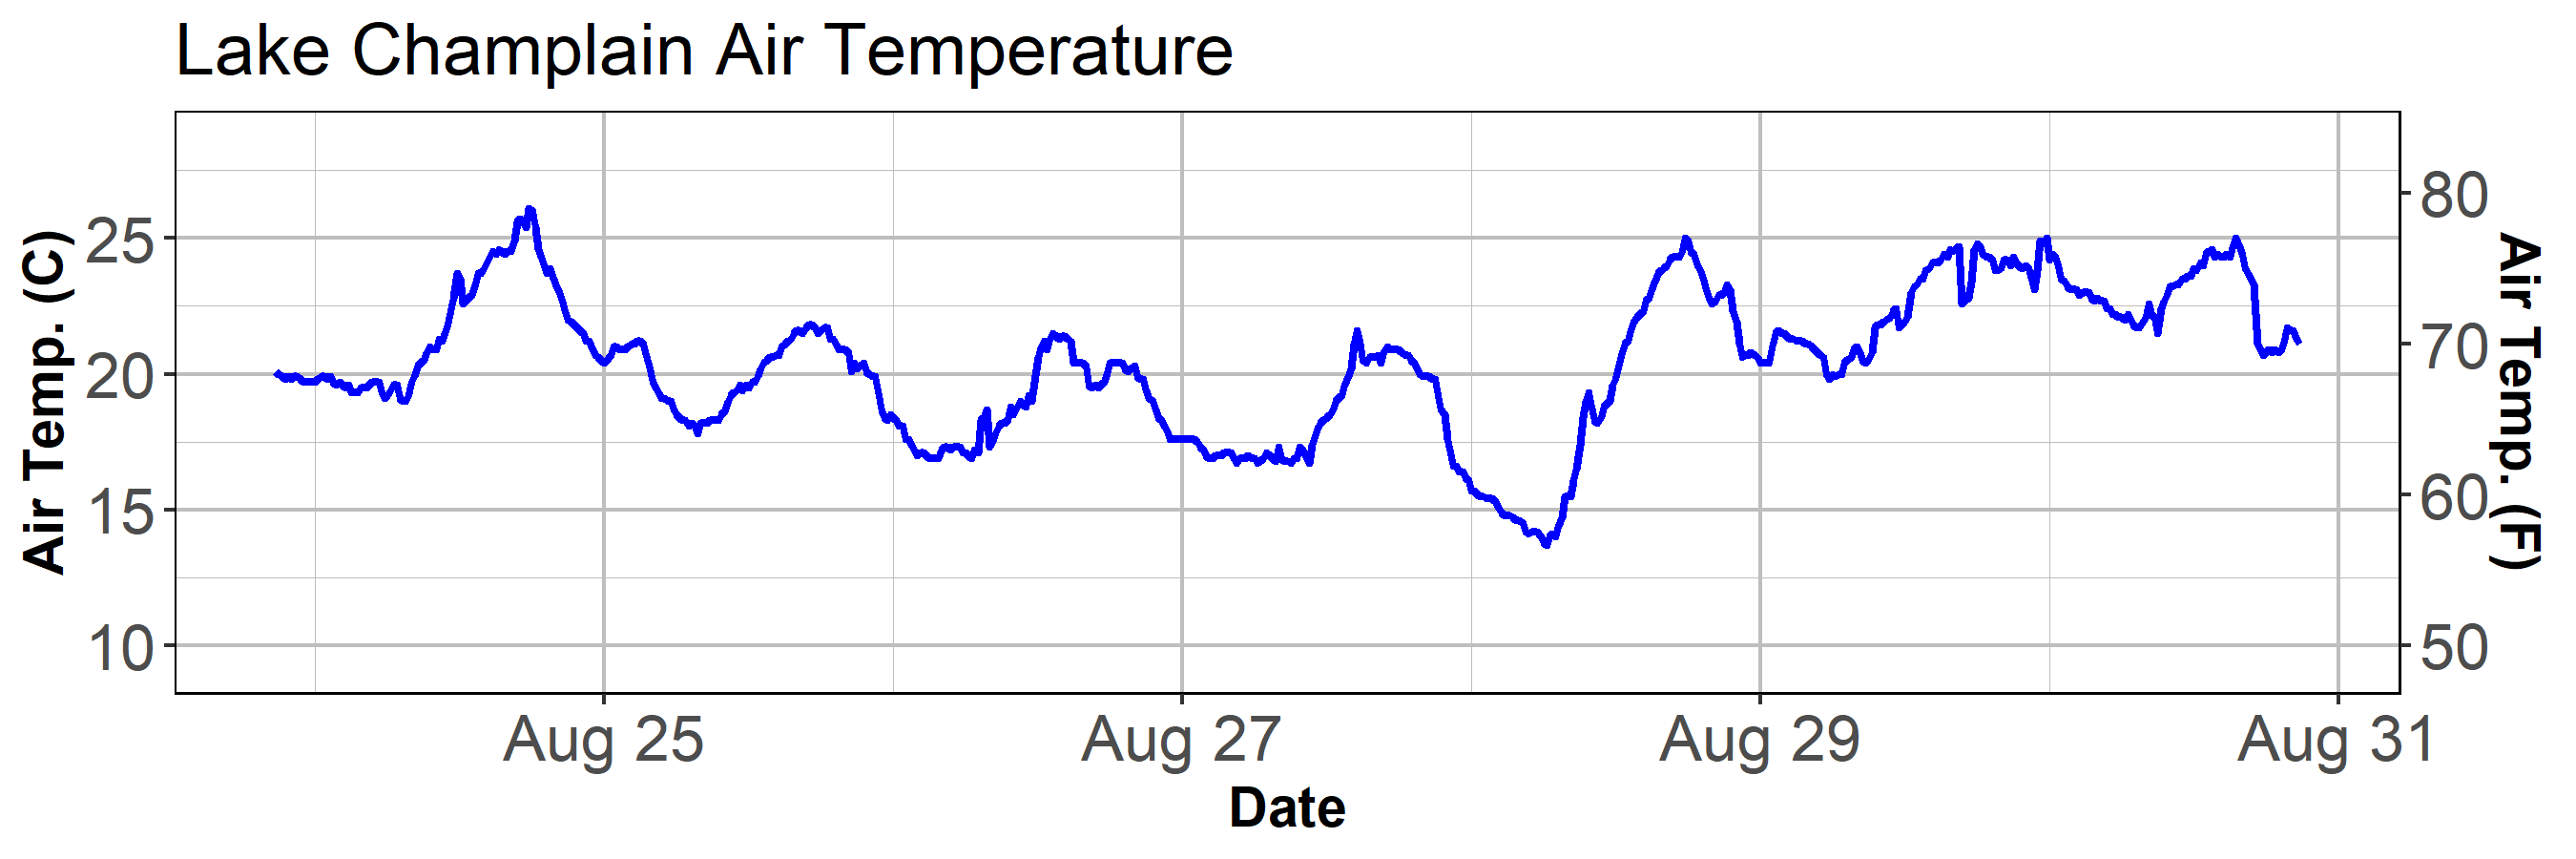 Lake Champlain Air Temperature
Air Temp. (C)
25
20
15
10
80
70
60
50
Air Temp. (F)
Aug 25
Aug 27
Aug 29
Aug 31
Date